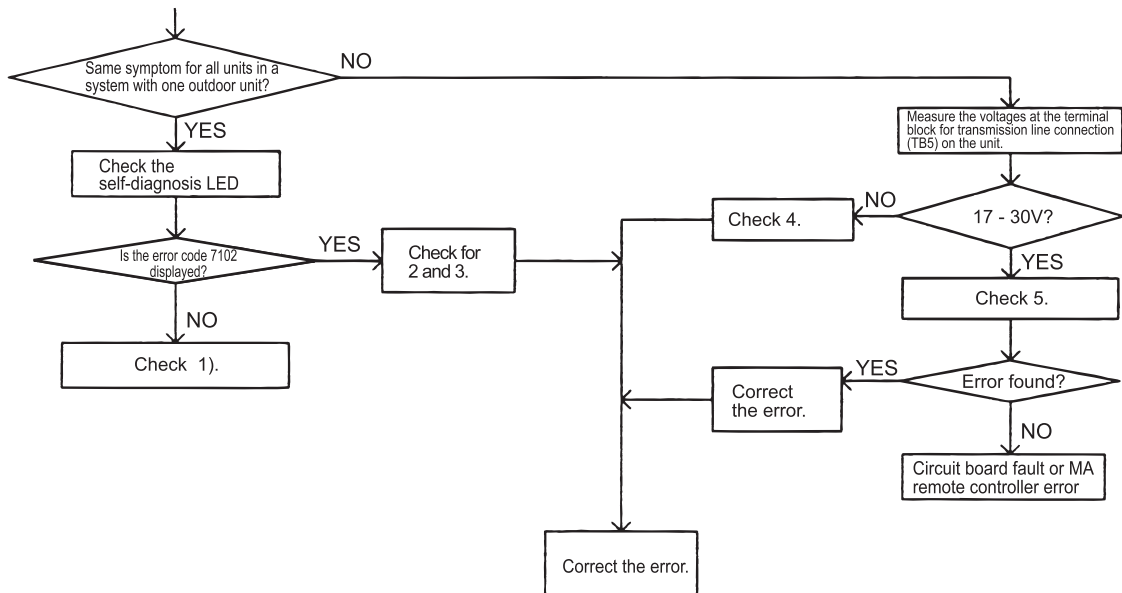 Same symptom for all units in a
system with one outdoor unit?
NO
YES
Check the
self-diagnosis LED
Is the error code 7102
displayed?
YES
Check for
2 and 3.
NO
Check 1).
Measure the voltages at the terminal
block for transmission line connection
(TB5) on the unit.
17 - 30V?
NO
Check 4.
YES
Check 5.
Error found?
YES
Correct
the error.
NO
Circuit board fault or MA
remote controller error
Correct the error.